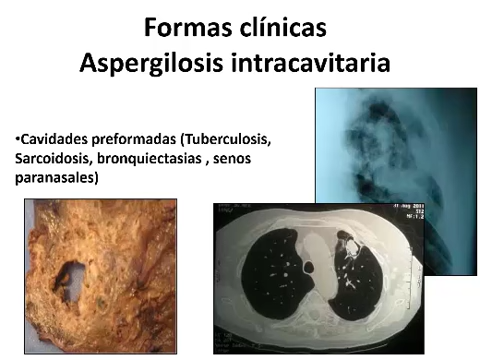 Formas clínicas
Aspergilosis intracavitaria
•Cavidades preformadas (Tuberculosis,
Sarcoidosis, bronquiectasias , senos
paranasales)